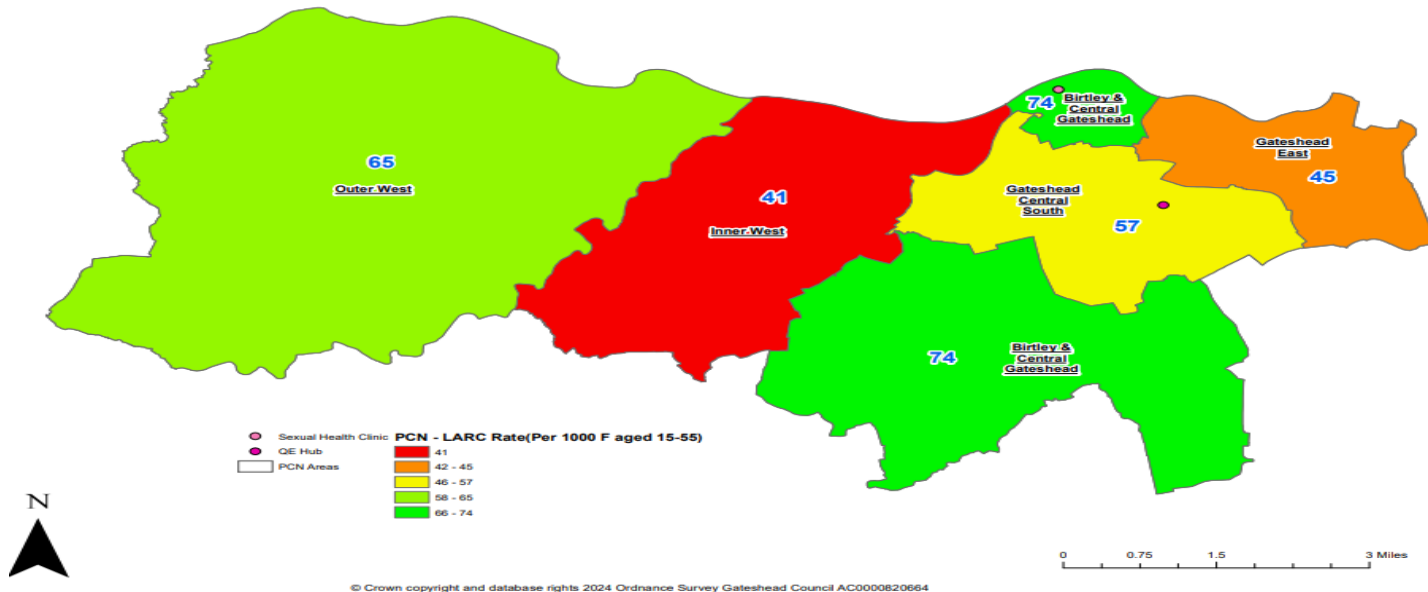 74
Birtley &
Central
Gateshead
Gateshead
East
45
65
Outer West
41
Inner West
Gateshead
Central
South
57
74
Birtley &
Central
Gateshead
Sexual Health Clinic
QE Hub
PCN Areas
PCN - LARC Rate(Per 1000 F aged 15-55)
41
42 - 45
46 - 57
58 - 65
66 - 74
N
0 0.75 1.5 3 Miles
© Crown copyright and database rights 2024 Ordnance Survey Gateshead Council AC0000820664